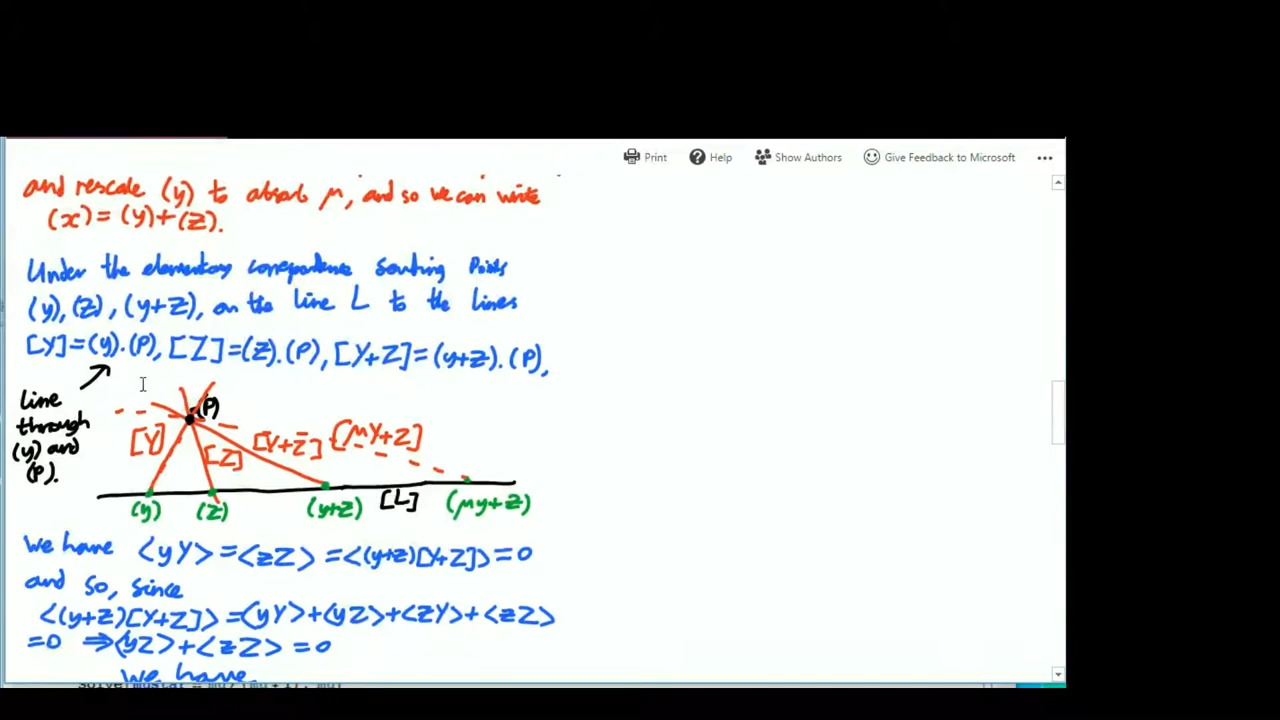 Print Help Show Authors Give Feedback to Microsoft
and rescale (y) to absorb μ, and so we can write
(x) = (y)+(z).
Under the elementary correspondence sending points
(y), (z), (y+z), on the line L to the lines
[Y]=(y).(P), [Z]=(z).(P), [Y+Z]=(y+z).(P),
line
through
(y) and
(P).
(P)
[Y] [Z] [Y+Z] [μY+Z]
(y) (z) (y+z) [L] (μy+z)
We have <yY> = <zZ> = <(y+z)[Y+Z]> = 0
and so, since
<(y+z)[Y+Z]> = <yY>+<yZ>+<zY>+<zZ>
=0 ⇒ <yZ>+<zZ> = 0
We have